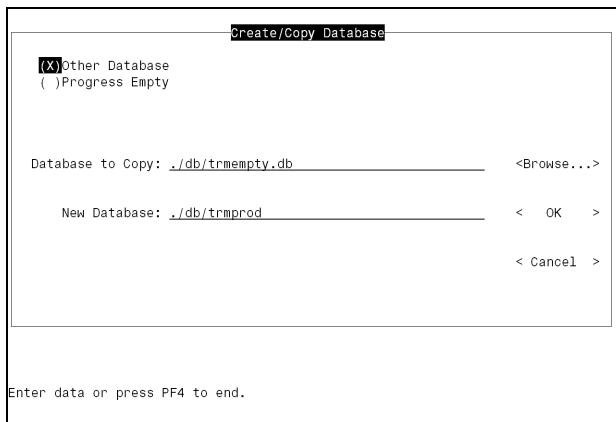 Create/Copy Database
(X)Other Database
( )Progress Empty
Database to Copy: ./db/trmempty.db <Browse...>
New Database: ./db/trmprod < OK >
< Cancel >
Enter data or press PF4 to end.